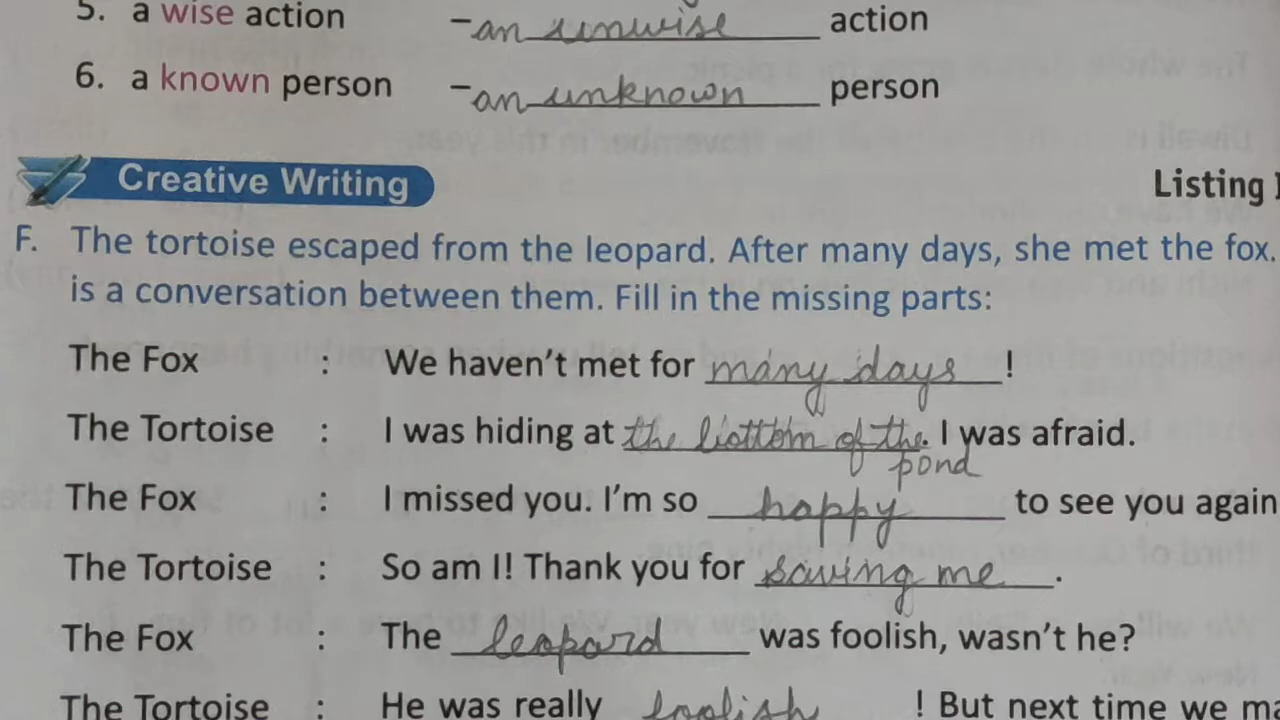 5. a wise action – an unwise action
6. a known person – an unknown person
Creative Writing
Listing
F. The tortoise escaped from the leopard. After many days, she met the fox.
is a conversation between them. Fill in the missing parts:
The Fox : We haven't met for many days !
The Tortoise : I was hiding at the bottom of the. I was afraid.
pond
The Fox : I missed you. I'm so happy to see you again
The Tortoise : So am I! Thank you for saving me .
The Fox : The leopard was foolish, wasn't he?
The Tortoise : He was really foolish ! But next time we ma